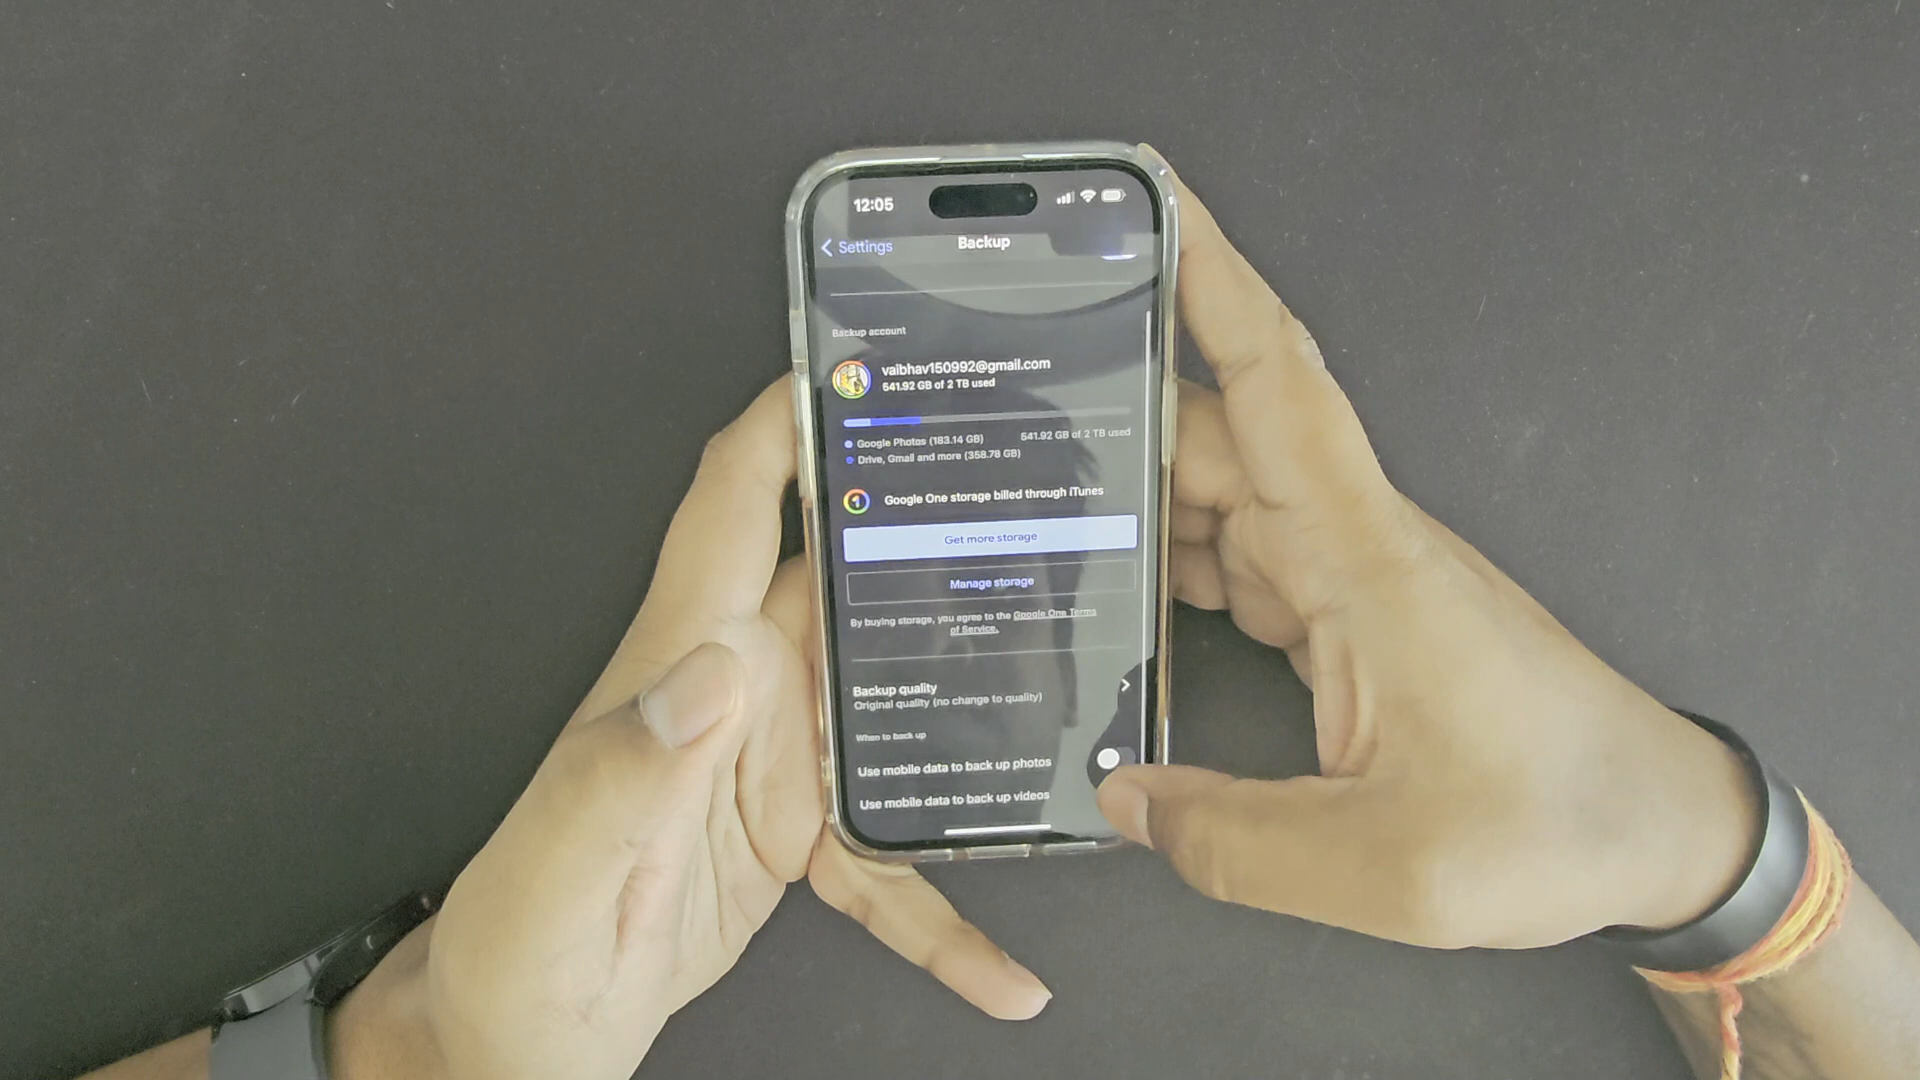 12:05
Settings
Backup
Backup account
vaibhav150992@gmail.com
541.92 GB of 2 TB used
Google Photos (183.14 GB)
541.92 GB of 2 TB used
Drive, Gmail and more (358.78 GB)
1
Google One storage billed through iTunes
Get more storage
Manage storage
By buying storage, you agree to the Google One Terms
of Service.
Backup quality
Original quality (no change to quality)
When to back up
Use mobile data to back up photos
Use mobile data to back up videos